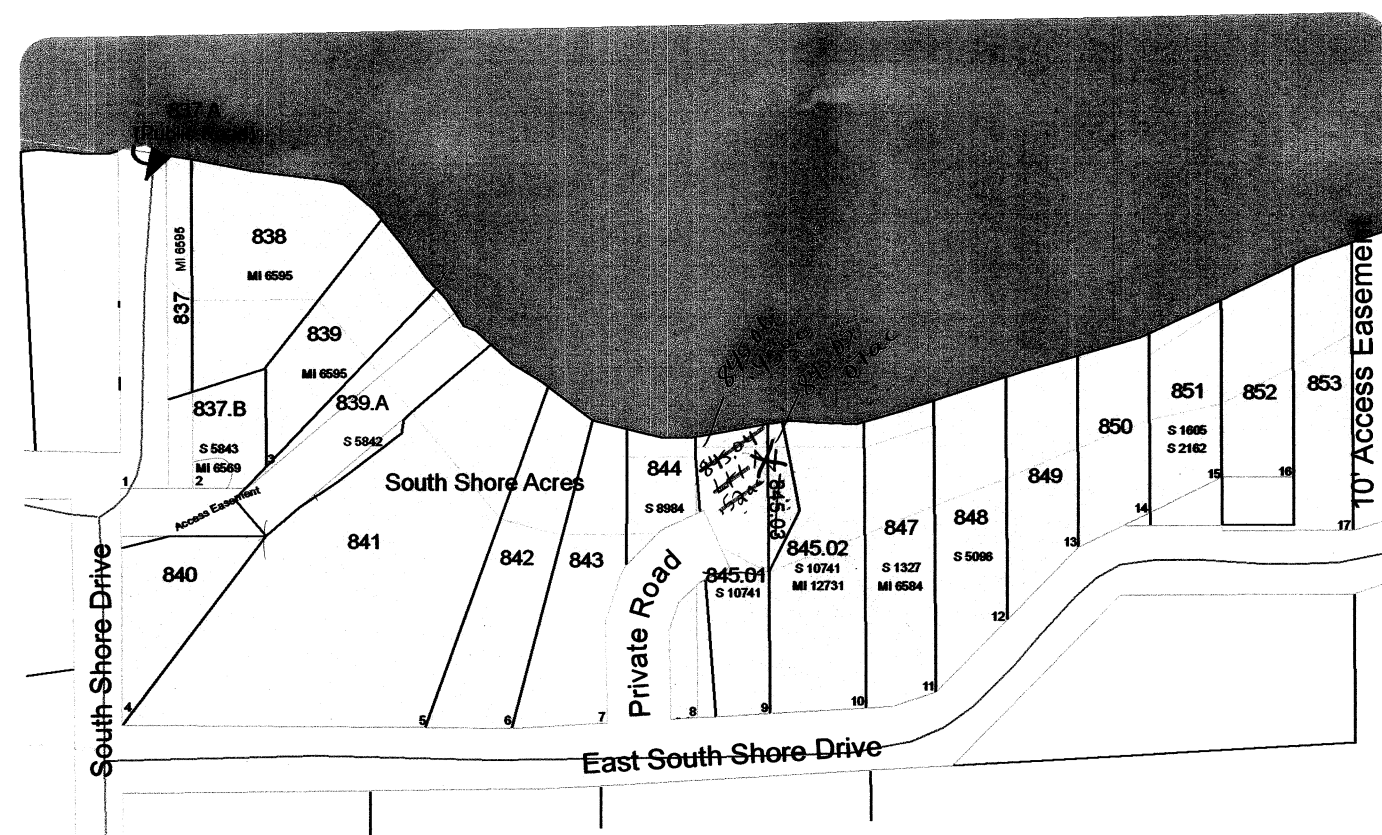 837.A
838
MI 6595
MI 6595
837
839
MI 6595
837.B
S 5843
MI 6569
839.A
S 5842
South Shore Acres
Access Easement
840
841
842
843
844
S 8984
845.03
845.01
S 10741
845.02
S 10741
MI 12731
847
S 1327
MI 6584
848
S 5096
849
850
851
S 1605
S 2162
852
853
10' Access Easemen
Private Road
South Shore Drive
East South Shore Drive
1
2
3
4
5
6
7
8
9
10
11
12
13
14
15
16
17